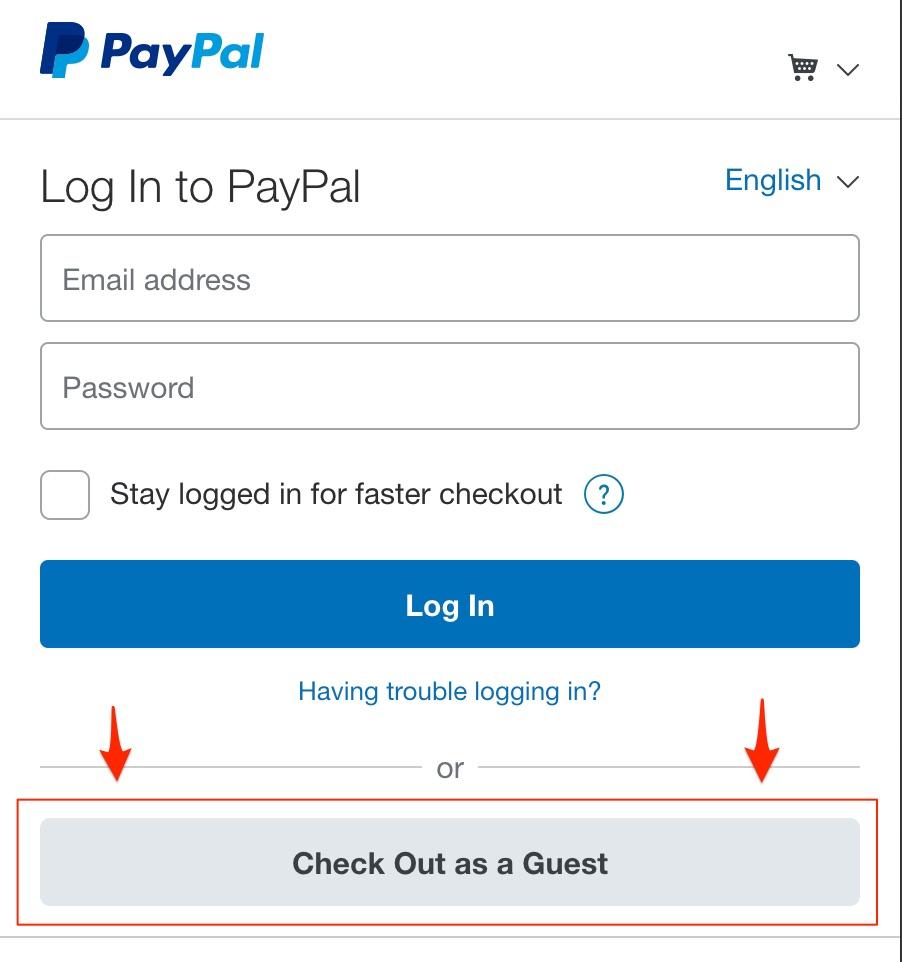 PayPal
Log In to PayPal
English
Email address
Password
Stay logged in for faster checkout ?
Log In
Having trouble logging in?
or
Check Out as a Guest